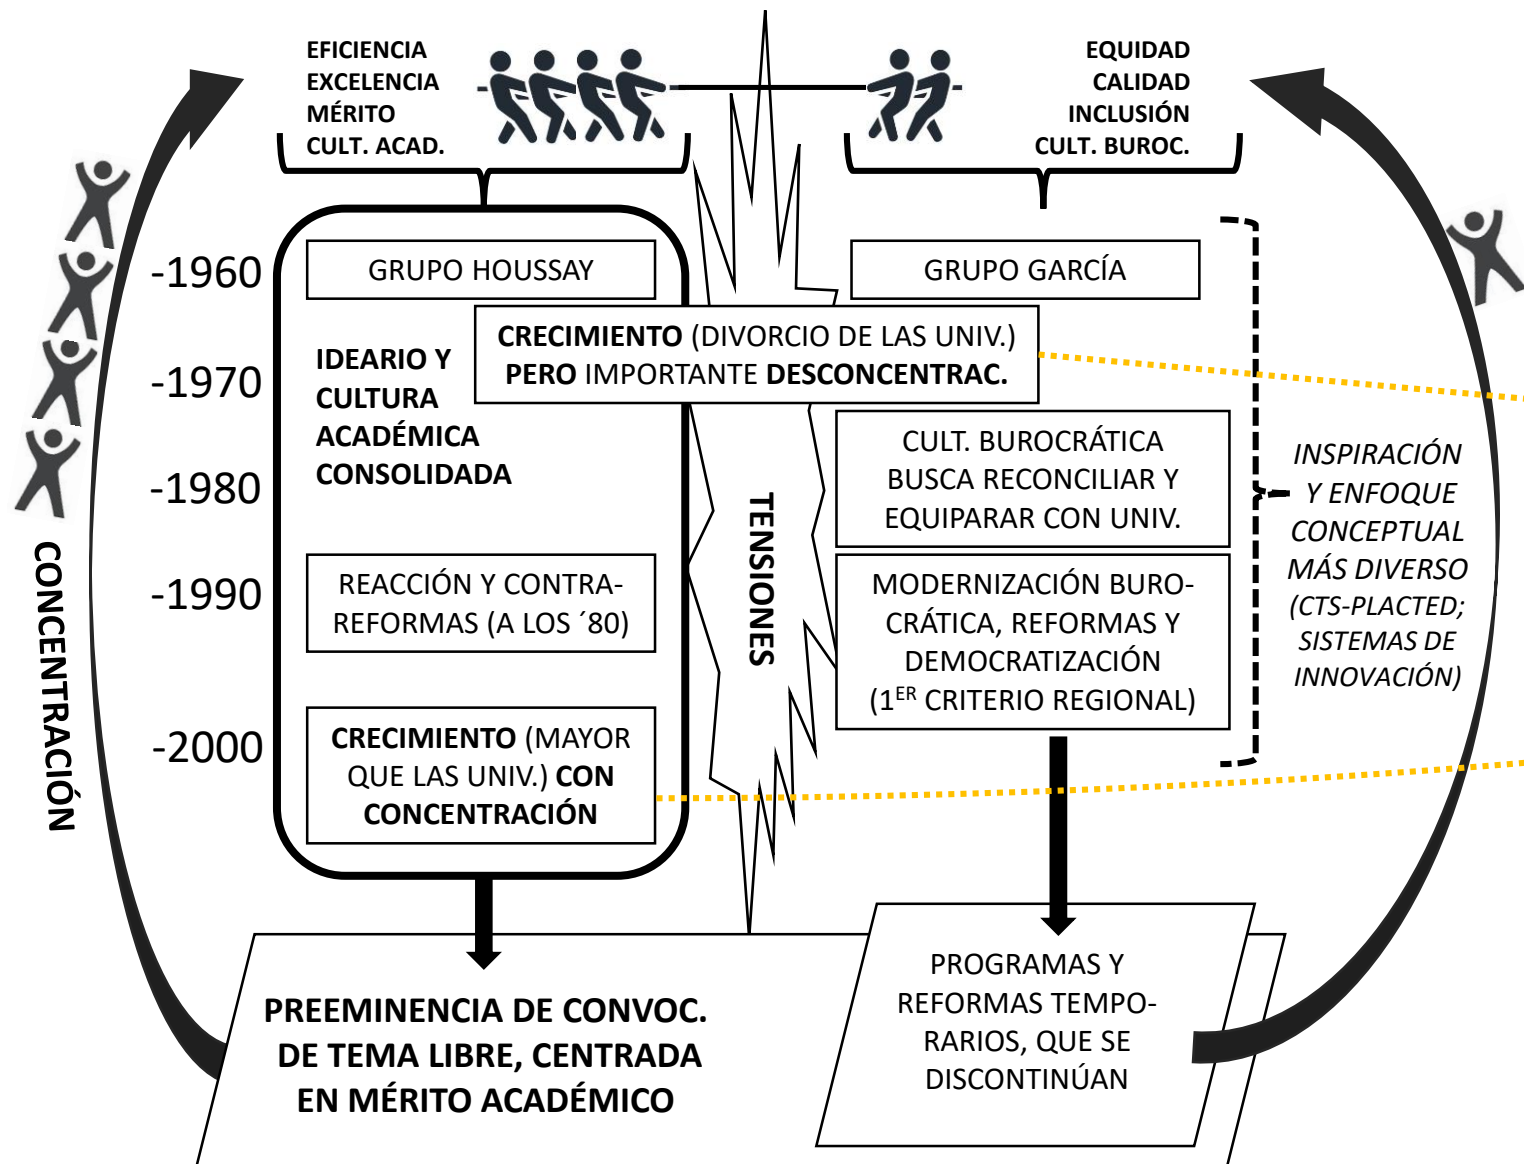 EFICIENCIA
EXCELENCIA
MÉRITO
CULT. ACAD.
EQUIDAD
CALIDAD
INCLUSIÓN
CULT. BUROC.
-1960
-1970
-1980
-1990
-2000
CONCENTRACIÓN
GRUPO HOUSSAY
GRUPO GARCÍA
CRECIMIENTO (DIVORCIO DE LAS UNIV.)
PERO IMPORTANTE DESCONCENTRAC.
IDEARIO Y
CULTURA
ACADÉMICA
CONSOLIDADA
TENSIONES
CULT. BUROCRÁTICA
BUSCA RECONCILIAR Y
EQUIPARAR CON UNIV.
REACCIÓN Y CONTRA-
REFORMAS (A LOS ´80)
MODERNIZACIÓN BURO-
CRÁTICA, REFORMAS Y
DEMOCRATIZACIÓN
(1ER CRITERIO REGIONAL)
INSPIRACIÓN
Y ENFOQUE
CONCEPTUAL
MÁS DIVERSO
(CTS-PLACTED;
SISTEMAS DE
INNOVACIÓN)
CRECIMIENTO (MAYOR
QUE LAS UNIV.) CON
CONCENTRACIÓN
PREEMINENCIA DE CONVOC.
DE TEMA LIBRE, CENTRADA
EN MÉRITO ACADÉMICO
PROGRAMAS Y
REFORMAS TEMPO-
RARIOS, QUE SE
DISCONTINÚAN